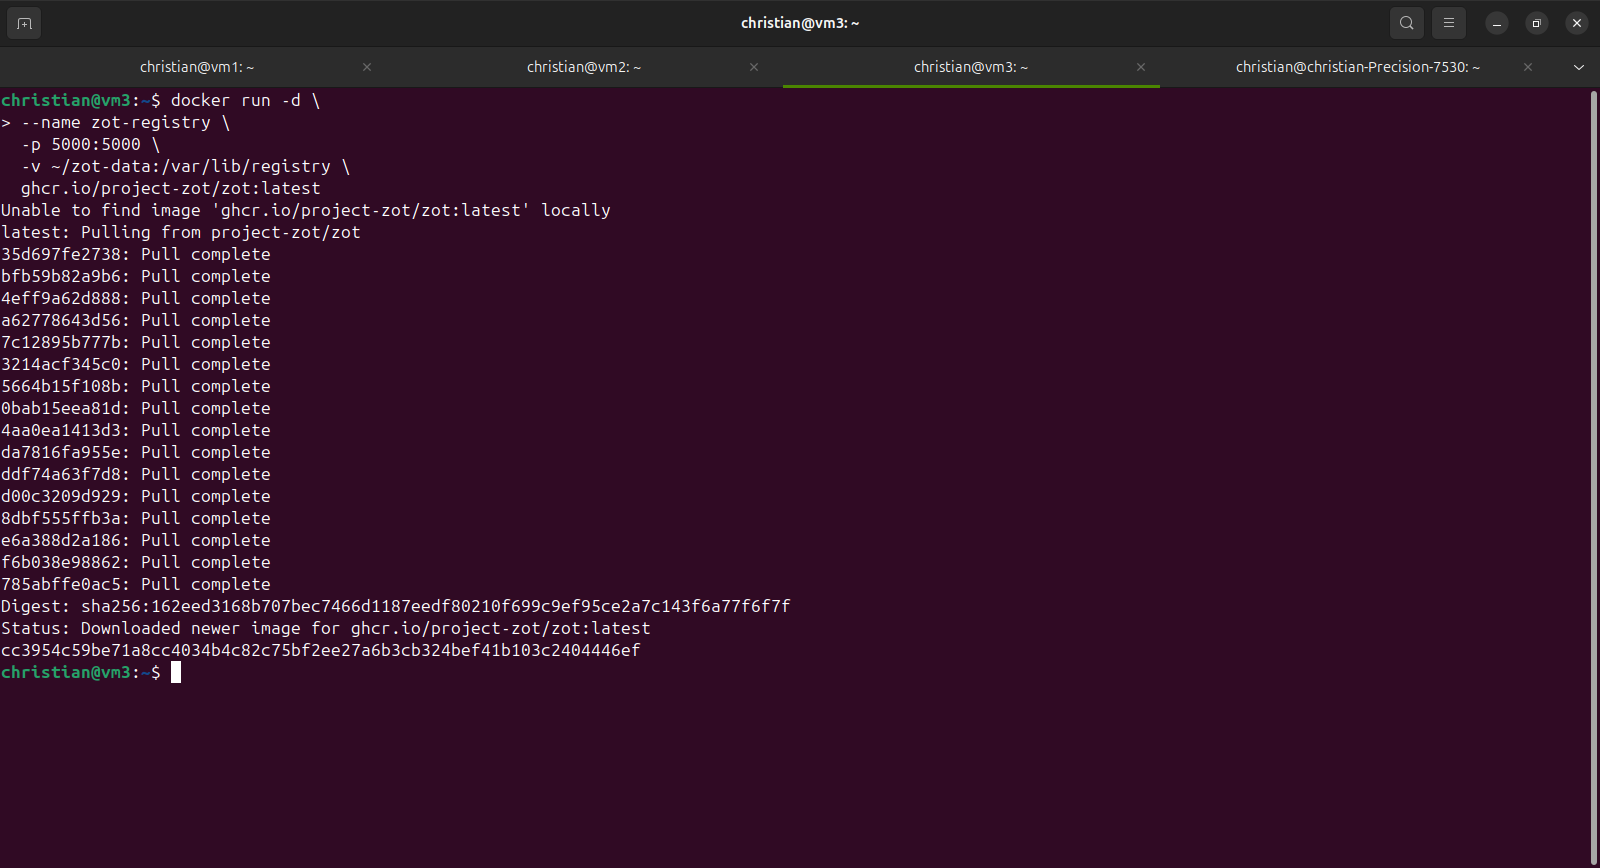 christian@vm3: ~
christian@vm1: ~
christian@vm2: ~
christian@vm3: ~
christian@christian-Precision-7530: ~
christian@vm3:~$ docker run -d \
> --name zot-registry \
  -p 5000:5000 \
  -v ~/zot-data:/var/lib/registry \
  ghcr.io/project-zot/zot:latest
Unable to find image 'ghcr.io/project-zot/zot:latest' locally
latest: Pulling from project-zot/zot
35d697fe2738: Pull complete
bfb59b82a9b6: Pull complete
4eff9a62d888: Pull complete
a62778643d56: Pull complete
7c12895b777b: Pull complete
3214acf345c0: Pull complete
5664b15f108b: Pull complete
0bab15eea81d: Pull complete
4aa0ea1413d3: Pull complete
da7816fa955e: Pull complete
ddf74a63f7d8: Pull complete
d00c3209d929: Pull complete
8dbf555ffb3a: Pull complete
e6a388d2a186: Pull complete
f6b038e98862: Pull complete
785abffe0ac5: Pull complete
Digest: sha256:162eed3168b707bec7466d1187eedf80210f699c9ef95ce2a7c143f6a77f6f7f
Status: Downloaded newer image for ghcr.io/project-zot/zot:latest
cc3954c59be71a8cc4034b4c82c75bf2ee27a6b3cb324bef41b103c2404446ef
christian@vm3:~$